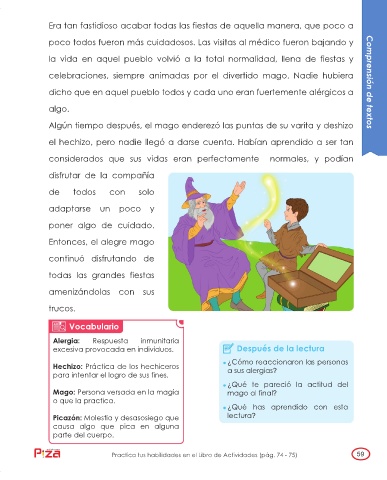 Era tan fastidioso acabar todas las fiestas de aquella manera, que poco a
poco todos fueron más cuidadosos. Las visitas al médico fueron bajando y
la vida en aquel pueblo volvió a la total normalidad, llena de fiestas y
celebraciones, siempre animadas por el divertido mago. Nadie hubiera
dicho que en aquel pueblo todos y cada uno eran fuertemente alérgicos a
algo.
Algún tiempo después, el mago enderezó las puntas de su varita y deshizo
el hechizo, pero nadie llegó a darse cuenta. Habían aprendido a ser tan
considerados que sus vidas eran perfectamente normales, y podían
disfrutar de la compañía
de todos con solo
adaptarse un poco y
poner algo de cuidado.
Entonces, el alegre mago
continuó disfrutando de
todas las grandes fiestas
amenizándolas con sus
trucos.
Comprensión de textos
Vocabulario
Alergia: Respuesta inmunitaria
excesiva provocada en individuos.
Hechizo: Práctica de los hechiceros
para intentar el logro de sus fines.
Mago: Persona versada en la magia
o que la practica.
Picazón: Molestia y desasosiego que
causa algo que pica en alguna
parte del cuerpo.
Después de la lectura
¿Cómo reaccionaron las personas
a sus alergias?
¿Qué te pareció la actitud del
mago al final?
¿Qué has aprendido con esta
lectura?
Practica tus habilidades en el Libro de Actividades (pág. 74 - 75)
59